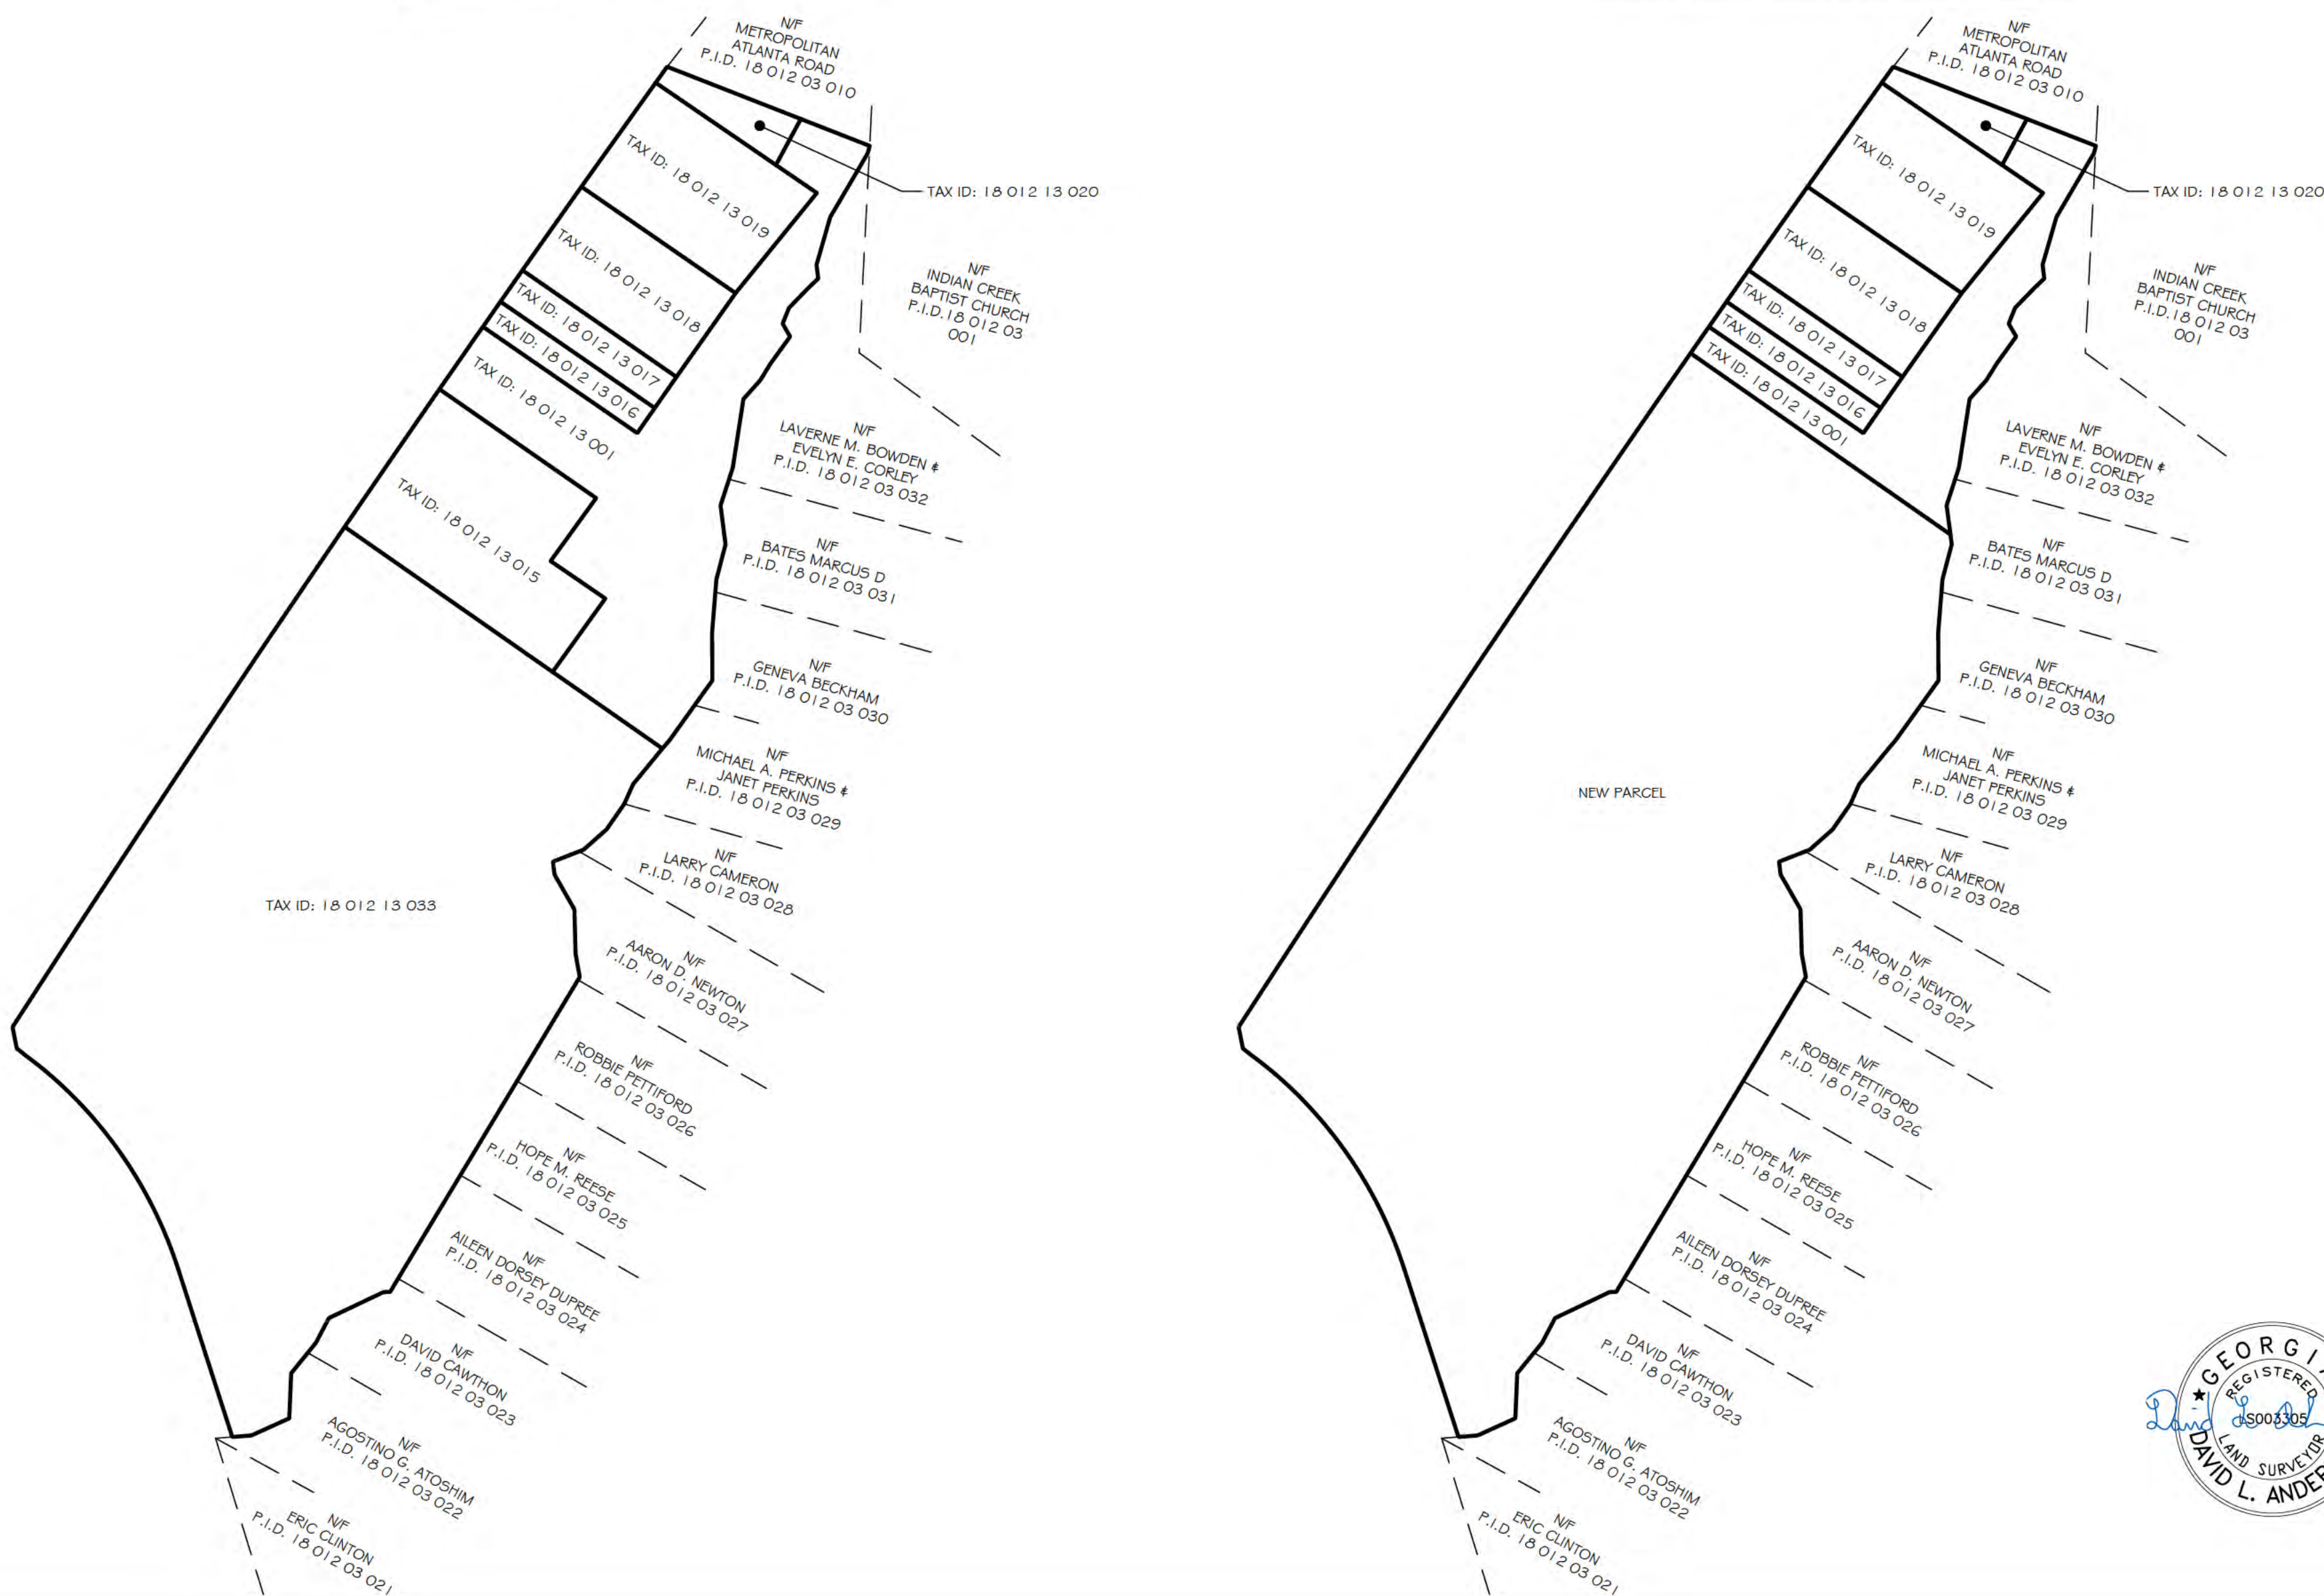 N/F
METROPOLITAN
ATLANTA ROAD
P.I.D. 18 012 03 010
TAX ID: 18 012 13 020
TAX ID: 18 012 13 019
TAX ID: 18 012 13 018
TAX ID: 18 012 13 017
TAX ID: 18 012 13 016
TAX ID: 18 012 13 001
TAX ID: 18 012 13 015
TAX ID: 18 012 13 033
N/F
INDIAN CREEK
BAPTIST CHURCH
P.I.D. 18 012 03
001
N/F
LAVERNE M. BOWDEN &
EVELYN E. CORLEY
P.I.D. 18 012 03 032
N/F
BATES MARCUS D
P.I.D. 18 012 03 031
N/F
GENEVA BECKHAM
P.I.D. 18 012 03 030
N/F
MICHAEL A. PERKINS &
JANET PERKINS
P.I.D. 18 012 03 029
N/F
LARRY CAMERON
P.I.D. 18 012 03 028
N/F
AARON D. NEWTON
P.I.D. 18 012 03 027
N/F
ROBBIE PETTIFORD
P.I.D. 18 012 03 026
N/F
HOPE M. REESE
P.I.D. 18 012 03 025
N/F
AILEEN DORSEY DUPREE
P.I.D. 18 012 03 024
N/F
DAVID CAWTHON
P.I.D. 18 012 03 023
N/F
AGOSTINO G. ATOSHIM
P.I.D. 18 012 03 022
N/F
ERIC CLINTON
P.I.D. 18 012 03 021
N/F
METROPOLITAN
ATLANTA ROAD
P.I.D. 18 012 03 010
TAX ID: 18 012 13 020
TAX ID: 18 012 13 019
TAX ID: 18 012 13 018
TAX ID: 18 012 13 017
TAX ID: 18 012 13 016
TAX ID: 18 012 13 001
NEW PARCEL
N/F
INDIAN CREEK
BAPTIST CHURCH
P.I.D. 18 012 03
001
N/F
LAVERNE M. BOWDEN &
EVELYN E. CORLEY
P.I.D. 18 012 03 032
N/F
BATES MARCUS D
P.I.D. 18 012 03 031
N/F
GENEVA BECKHAM
P.I.D. 18 012 03 030
N/F
MICHAEL A. PERKINS &
JANET PERKINS
P.I.D. 18 012 03 029
N/F
LARRY CAMERON
P.I.D. 18 012 03 028
N/F
AARON D. NEWTON
P.I.D. 18 012 03 027
N/F
ROBBIE PETTIFORD
P.I.D. 18 012 03 026
N/F
HOPE M. REESE
P.I.D. 18 012 03 025
N/F
AILEEN DORSEY DUPREE
P.I.D. 18 012 03 024
N/F
DAVID CAWTHON
P.I.D. 18 012 03 023
N/F
AGOSTINO G. ATOSHIM
P.I.D. 18 012 03 022
N/F
ERIC CLINTON
P.I.D. 18 012 03 021
GEORGI
REGISTERED
LS003305
LAND SURVEYOR
DAVID L. ANDER
David L.